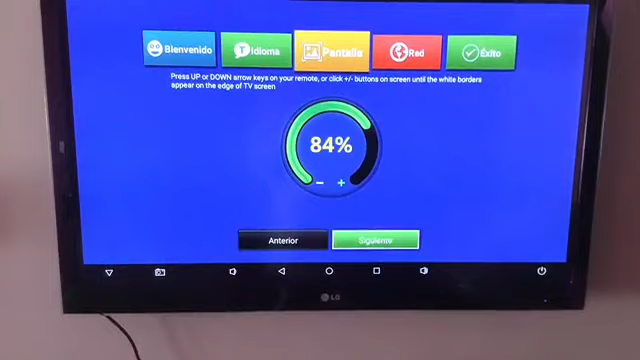 Bienvenido
Idioma
Pantalla
Red
Éxito
Press UP or DOWN arrow keys on your remote, or click +/- buttons on screen until the white borders
appear on the edge of TV screen
84%
- +
Anterior
Siguiente
LG